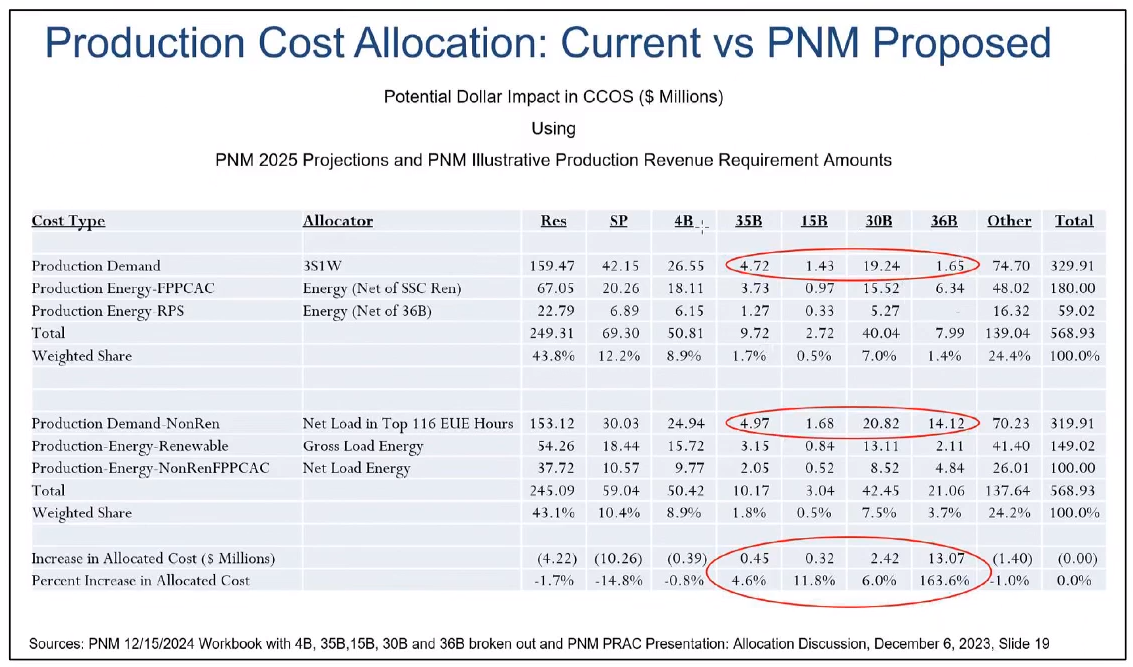 Production Cost Allocation: Current vs PNM Proposed
Potential Dollar Impact in CCOS ($ Millions)
Using
PNM 2025 Projections and PNM Illustrative Production Revenue Requirement Amounts
Cost Type Allocator Res SP 4B 35B 15B 30B 36B Other Total
Production Demand 3S1W 159.47 42.15 26.55 4.72 1.43 19.24 1.65 74.70 329.91
Production Energy-FPPCAC Energy (Net of SSC Ren) 67.05 20.26 18.11 3.73 0.97 15.52 6.34 48.02 180.00
Production Energy-RPS Energy (Net of 36B) 22.79 6.89 6.15 1.27 0.33 5.27 - 16.32 59.02
Total 249.31 69.30 50.81 9.72 2.72 40.04 7.99 139.04 568.93
Weighted Share 43.8% 12.2% 8.9% 1.7% 0.5% 7.0% 1.4% 24.4% 100.0%
Production Demand-NonRen Net Load in Top 116 EUE Hours 153.12 30.03 24.94 4.97 1.68 20.82 14.12 70.23 319.91
Production-Energy-Renewable Gross Load Energy 54.26 18.44 15.72 3.15 0.84 13.11 2.11 41.40 149.02
Production-Energy-NonRenFPPCAC Net Load Energy 37.72 10.57 9.77 2.05 0.52 8.52 4.84 26.01 100.00
Total 245.09 59.04 50.42 10.17 3.04 42.45 21.06 137.64 568.93
Weighted Share 43.1% 10.4% 8.9% 1.8% 0.5% 7.5% 3.7% 24.2% 100.0%
Increase in Allocated Cost ($ Millions) (4.22) (10.26) (0.39) 0.45 0.32 2.42 13.07 (1.40) (0.00)
Percent Increase in Allocated Cost -1.7% -14.8% -0.8% 4.6% 11.8% 6.0% 163.6% -1.0% 0.0%
Sources: PNM 12/15/2024 Workbook with 4B, 35B,15B, 30B and 36B broken out and PNM PRAC Presentation: Allocation Discussion, December 6, 2023, Slide 19